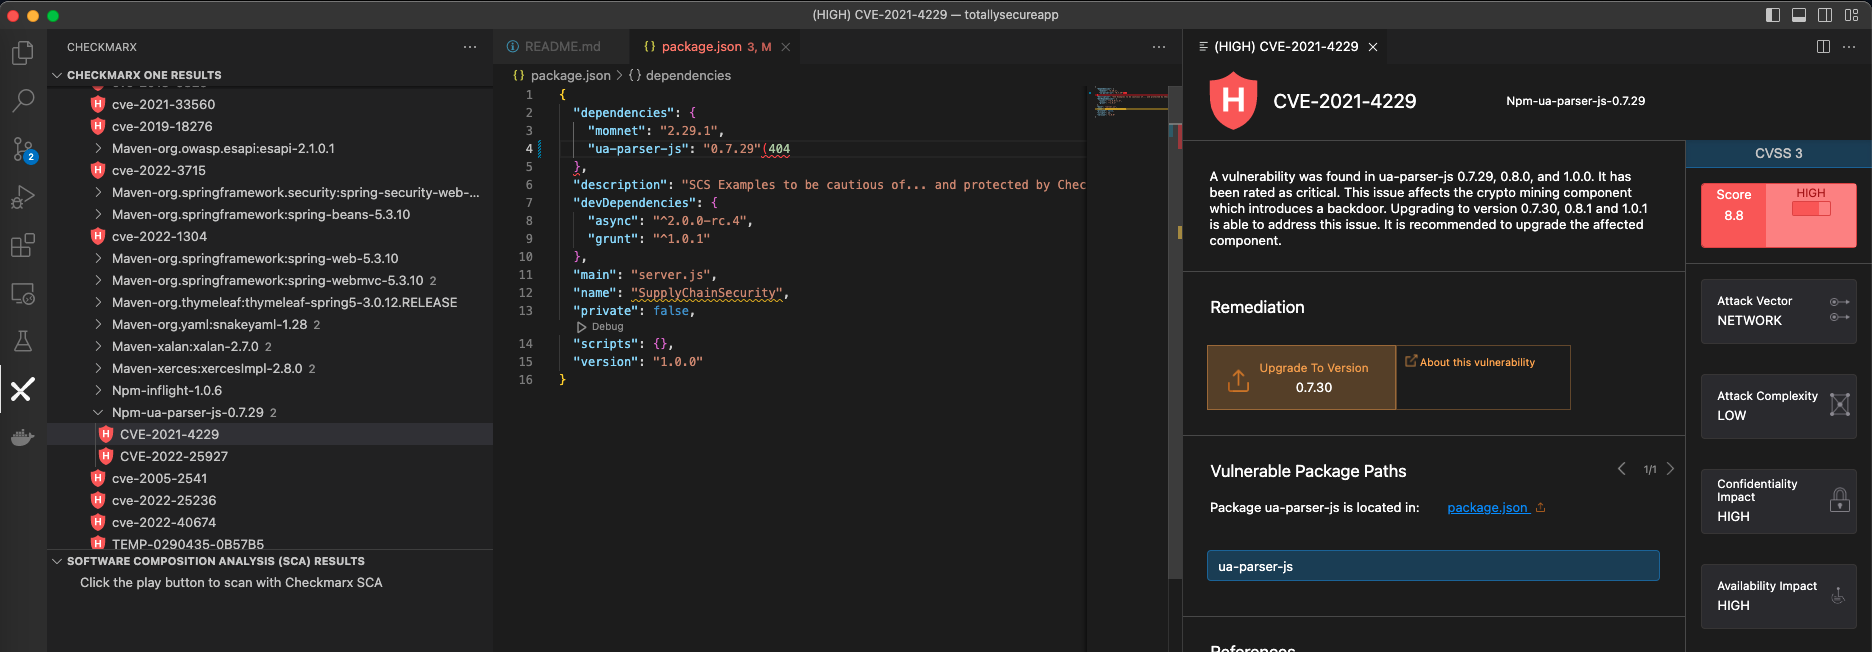 (HIGH) CVE-2021-4229 — totallysecureapp
CHECKMARX
CHECKMARX ONE RESULTS
H cve-2021-33560
H cve-2019-18276
Maven-org.owasp.esapi:esapi-2.1.0.1
H cve-2022-3715
Maven-org.springframework.security:spring-security-web-...
Maven-org.springframework:spring-beans-5.3.10
H cve-2022-1304
Maven-org.springframework:spring-web-5.3.10
Maven-org.springframework:spring-webmvc-5.3.10 2
Maven-org.thymeleaf:thymeleaf-spring5-3.0.12.RELEASE
Maven-org.yaml:snakeyaml-1.28 2
Maven-xalan:xalan-2.7.0 2
Maven-xerces:xercesImpl-2.8.0 2
Npm-inflight-1.0.6
Npm-ua-parser-js-0.7.29 2
H CVE-2021-4229
H CVE-2022-25927
H cve-2005-2541
H cve-2022-25236
H cve-2022-40674
H TEMP-0290435-0B57B5
SOFTWARE COMPOSITION ANALYSIS (SCA) RESULTS
Click the play button to scan with Checkmarx SCA
2
README.md
{} package.json 3, M
{} package.json > {} dependencies
1 {
2 "dependencies": {
3 "momnet": "2.29.1",
4 "ua-parser-js": "0.7.29"(404
5 },
6 "description": "SCS Examples to be cautious of... and protected by Chec
7 "devDependencies": {
8 "async": "^2.0.0-rc.4",
9 "grunt": "^1.0.1"
10 },
11 "main": "server.js",
12 "name": "SupplyChainSecurity",
13 "private": false,
Debug
14 "scripts": {},
15 "version": "1.0.0"
16 }
(HIGH) CVE-2021-4229
H CVE-2021-4229
Npm-ua-parser-js-0.7.29
A vulnerability was found in ua-parser-js 0.7.29, 0.8.0, and 1.0.0. It has
been rated as critical. This issue affects the crypto mining component
which introduces a backdoor. Upgrading to version 0.7.30, 0.8.1 and 1.0.1
is able to address this issue. It is recommended to upgrade the affected
component.
Remediation
Upgrade To Version
0.7.30
About this vulnerability
Vulnerable Package Paths
1/1
Package ua-parser-js is located in: package.json
ua-parser-js
References
CVSS 3
Score
8.8
HIGH
Attack Vector
NETWORK
Attack Complexity
LOW
Confidentiality
Impact
HIGH
Availability Impact
HIGH